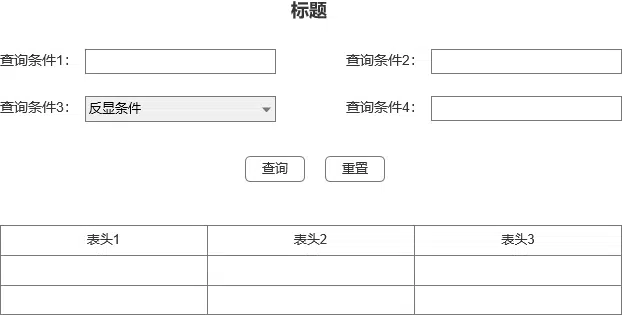 标题
查询条件1： 查询条件2：
查询条件3： 反显条件 查询条件4：
查询 重置
表头1 表头2 表头3